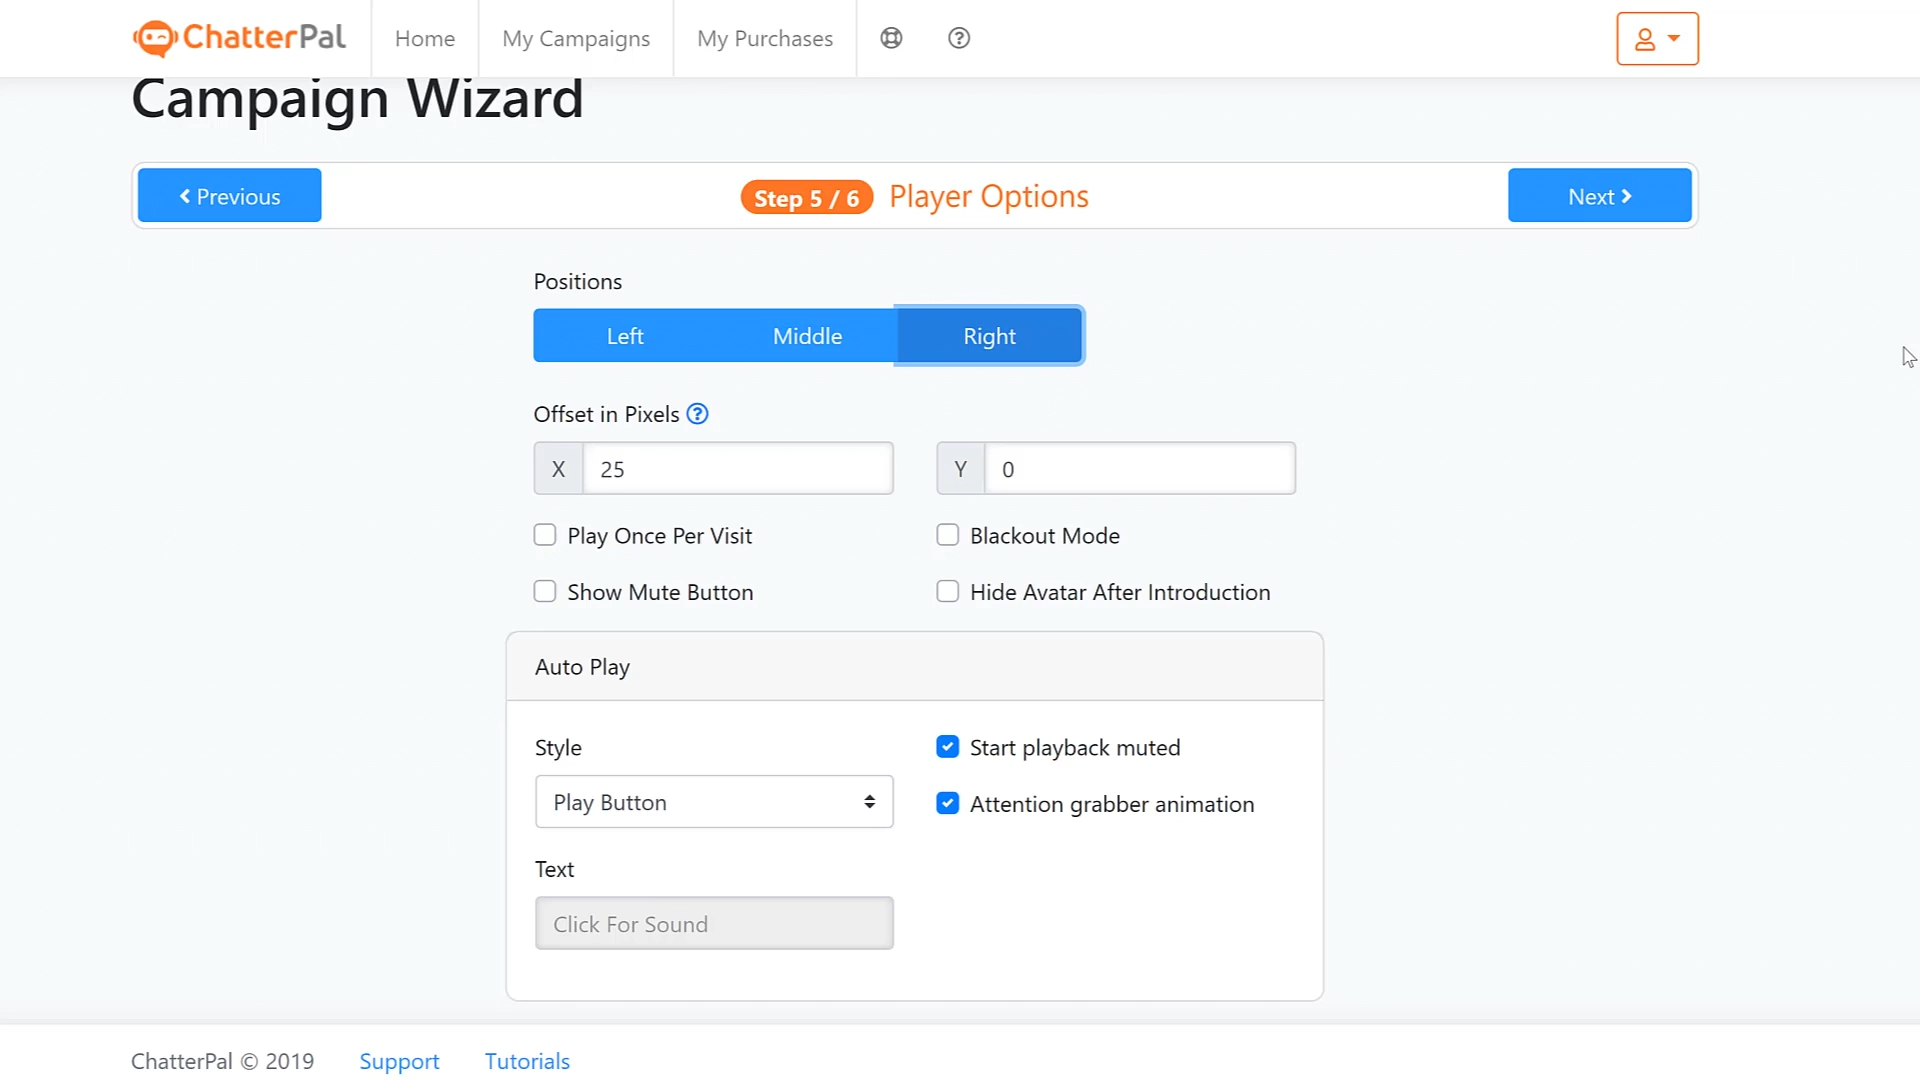 ChatterPal
Home
My Campaigns
My Purchases
Campaign Wizard
Previous
Step 5 / 6 Player Options
Next
Positions
Left
Middle
Right
Offset in Pixels
X 25
Y 0
Play Once Per Visit
Blackout Mode
Show Mute Button
Hide Avatar After Introduction
Auto Play
Style
Start playback muted
Play Button
Attention grabber animation
Text
Click For Sound
ChatterPal © 2019 Support Tutorials